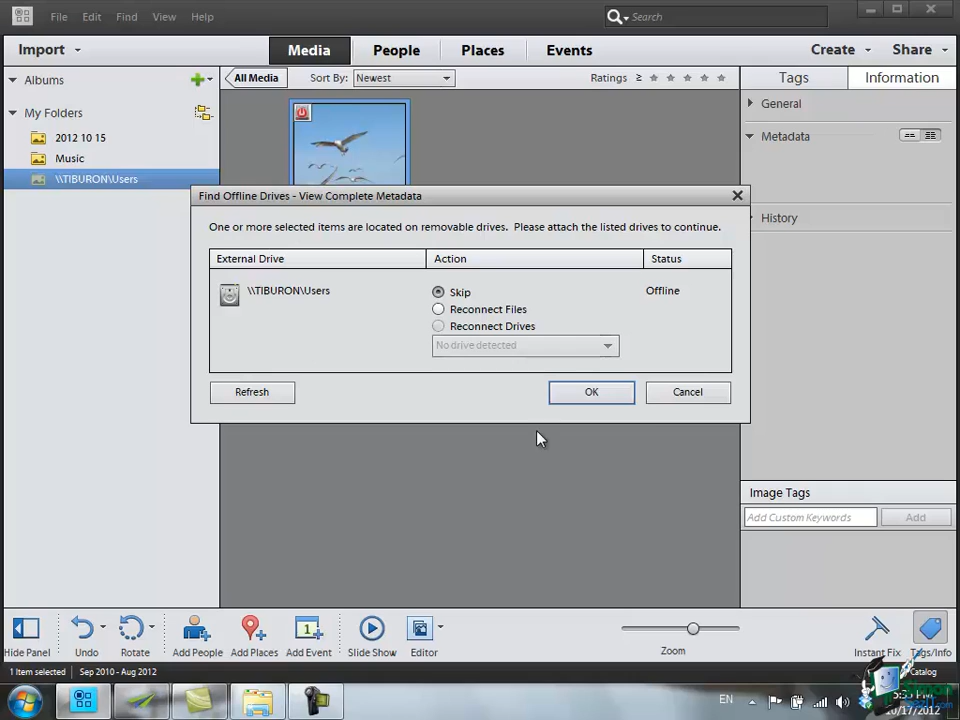 File Edit Find View Help
Search
Import
Media People Places Events
Create Share
Albums
All Media
Sort By: Newest
Ratings ≥
Tags Information
My Folders
2012 10 15
Music
\\TIBURON\Users
General
Metadata
History
Find Offline Drives - View Complete Metadata
One or more selected items are located on removable drives. Please attach the listed drives to continue.
External Drive Action Status
\\TIBURON\Users
Skip
Offline
Reconnect Files
Reconnect Drives
No drive detected
Refresh OK Cancel
Image Tags
Add Custom Keywords Add
Hide Panel Undo Rotate Add People Add Places Add Event Slide Show Editor Zoom Instant Fix Tags/Info
1 Item selected Sep 2010 - Aug 2012
Catalog
EN
10/17/2012